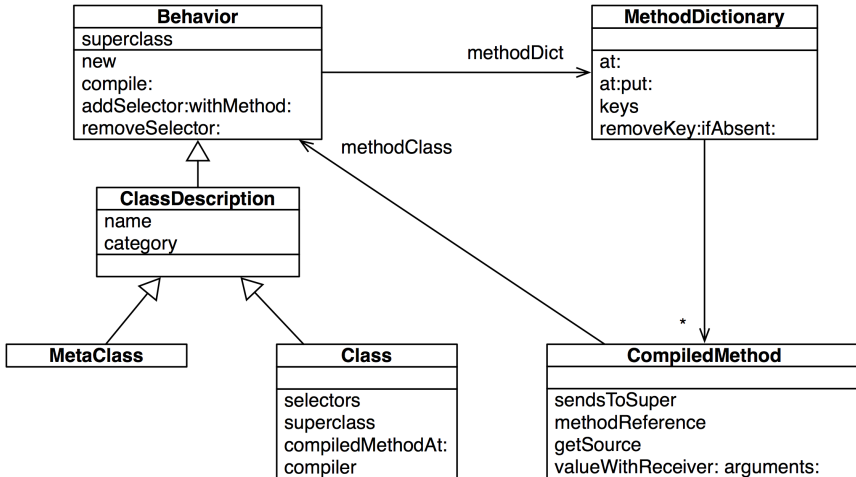 Behavior
superclass
new
compile:
addSelector:withMethod:
removeSelector:
methodDict
MethodDictionary
at:
at:put:
keys
removeKey:ifAbsent:
methodClass
ClassDescription
name
category
MetaClass
Class
selectors
superclass
compiledMethodAt:
compiler
*
CompiledMethod
sendsToSuper
methodReference
getSource
valueWithReceiver: arguments: